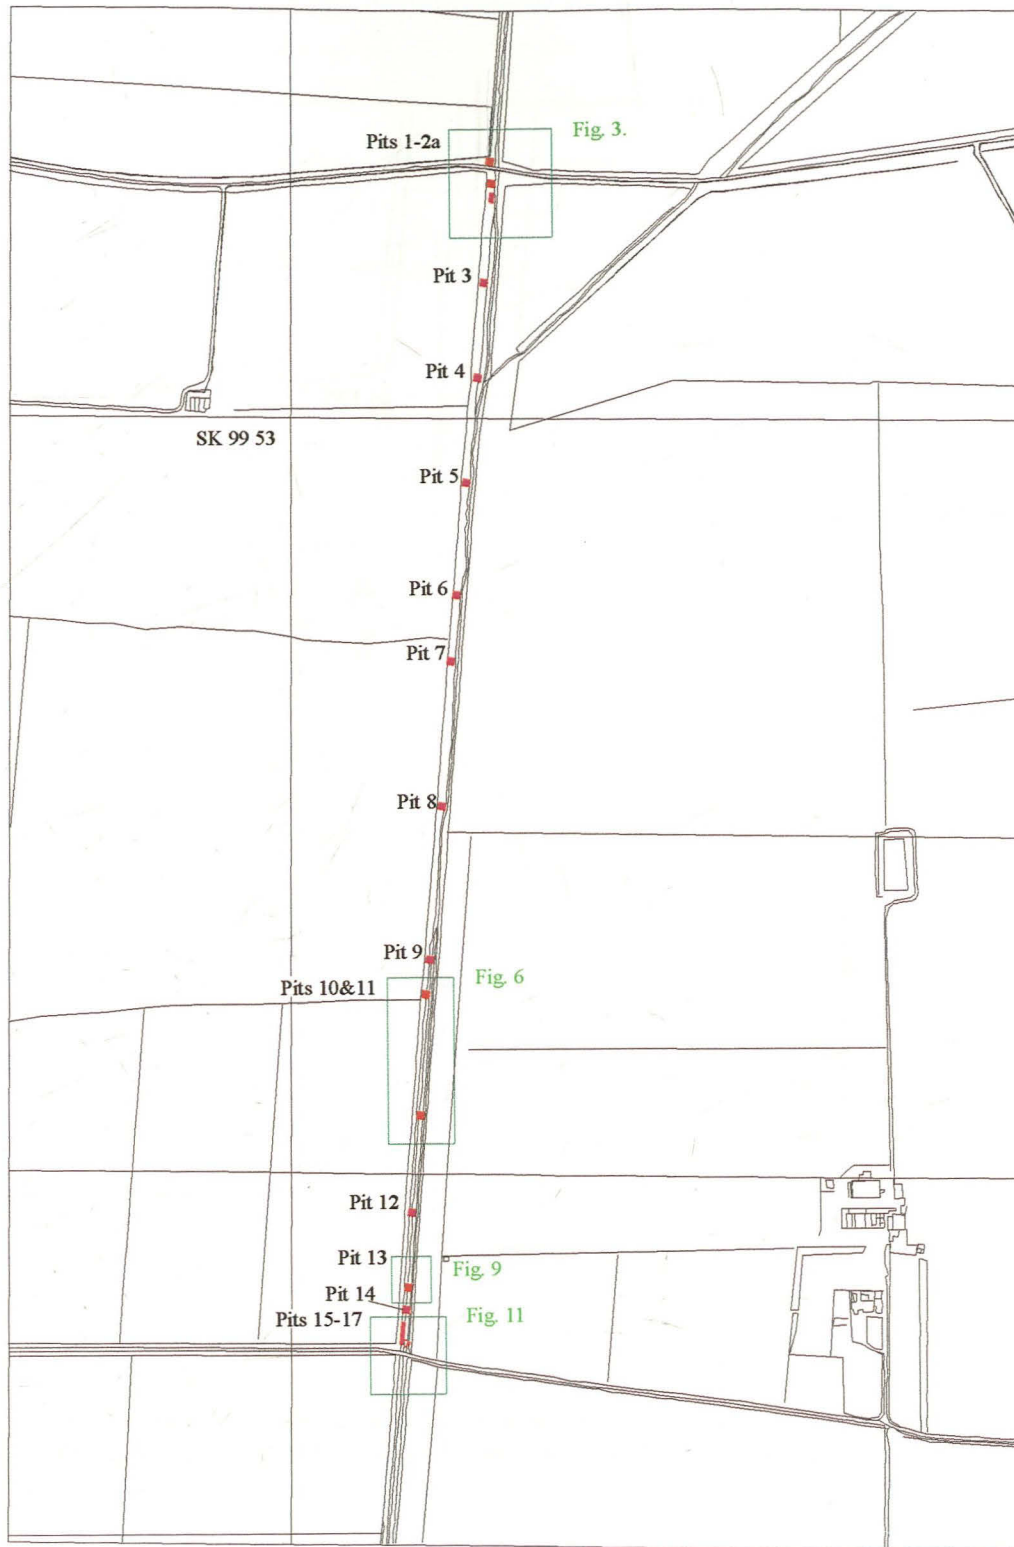 Fig. 3.
Pits 1-2a
Pit 3
Pit 4
SK 99 53
Pit 5
Pit 6
Pit 7
Pit 8
Pit 9
Fig. 6
Pits 10&11
Pit 12
Pit 13
Fig. 9
Pit 14
Pits 15-17
Fig. 11